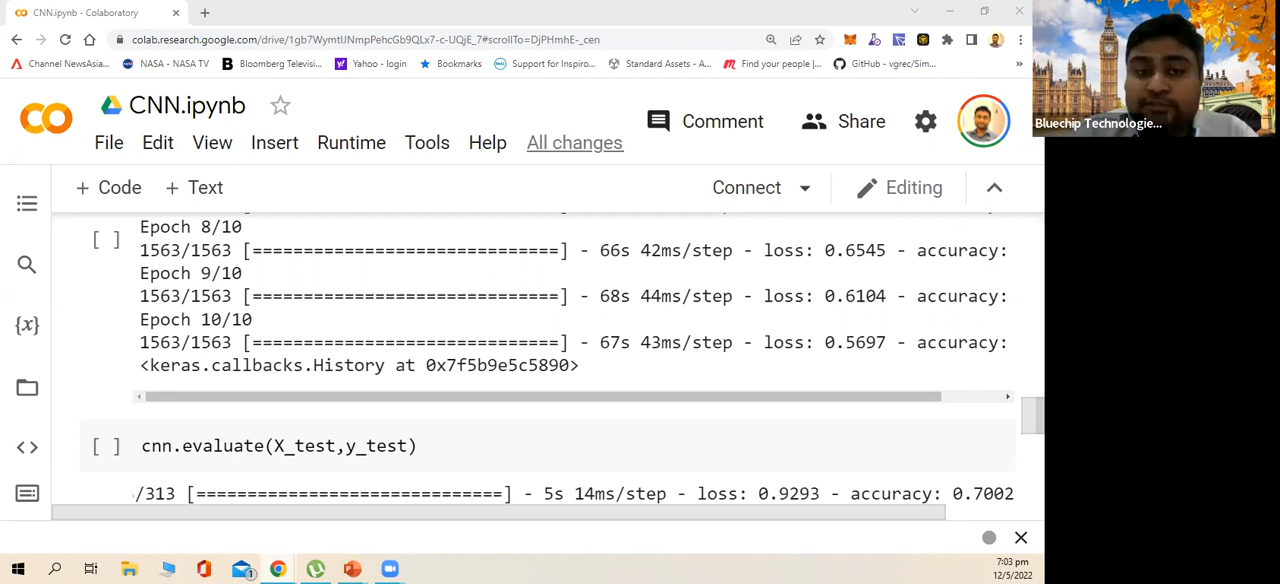 CNN.ipynb - Colaboratory
colab.research.google.com/drive/1gb7WymtIJNmpPehcGb9QLx7-c-UQjE_7#scrollTo=DjPHmhE-_cen
Channel NewsAsia... NASA - NASA TV Bloomberg Televisi... Yahoo - login Bookmarks Support for Inspiro... Standard Assets - A... Find your people |... GitHub - vgrec/Sim... »
CNN.ipynb
Comment Share
File Edit View Insert Runtime Tools Help All changes
+ Code + Text Connect Editing
Epoch 8/10
[ ] 1563/1563 [==============================] - 66s 42ms/step - loss: 0.6545 - accuracy:
Epoch 9/10
1563/1563 [==============================] - 68s 44ms/step - loss: 0.6104 - accuracy:
Epoch 10/10
1563/1563 [==============================] - 67s 43ms/step - loss: 0.5697 - accuracy:
<keras.callbacks.History at 0x7f5b9e5c5890>
[ ] cnn.evaluate(X_test,y_test)
/313 [==============================] - 5s 14ms/step - loss: 0.9293 - accuracy: 0.7002
{x}
Bluechip Technologie...
7:03 pm
12/5/2022